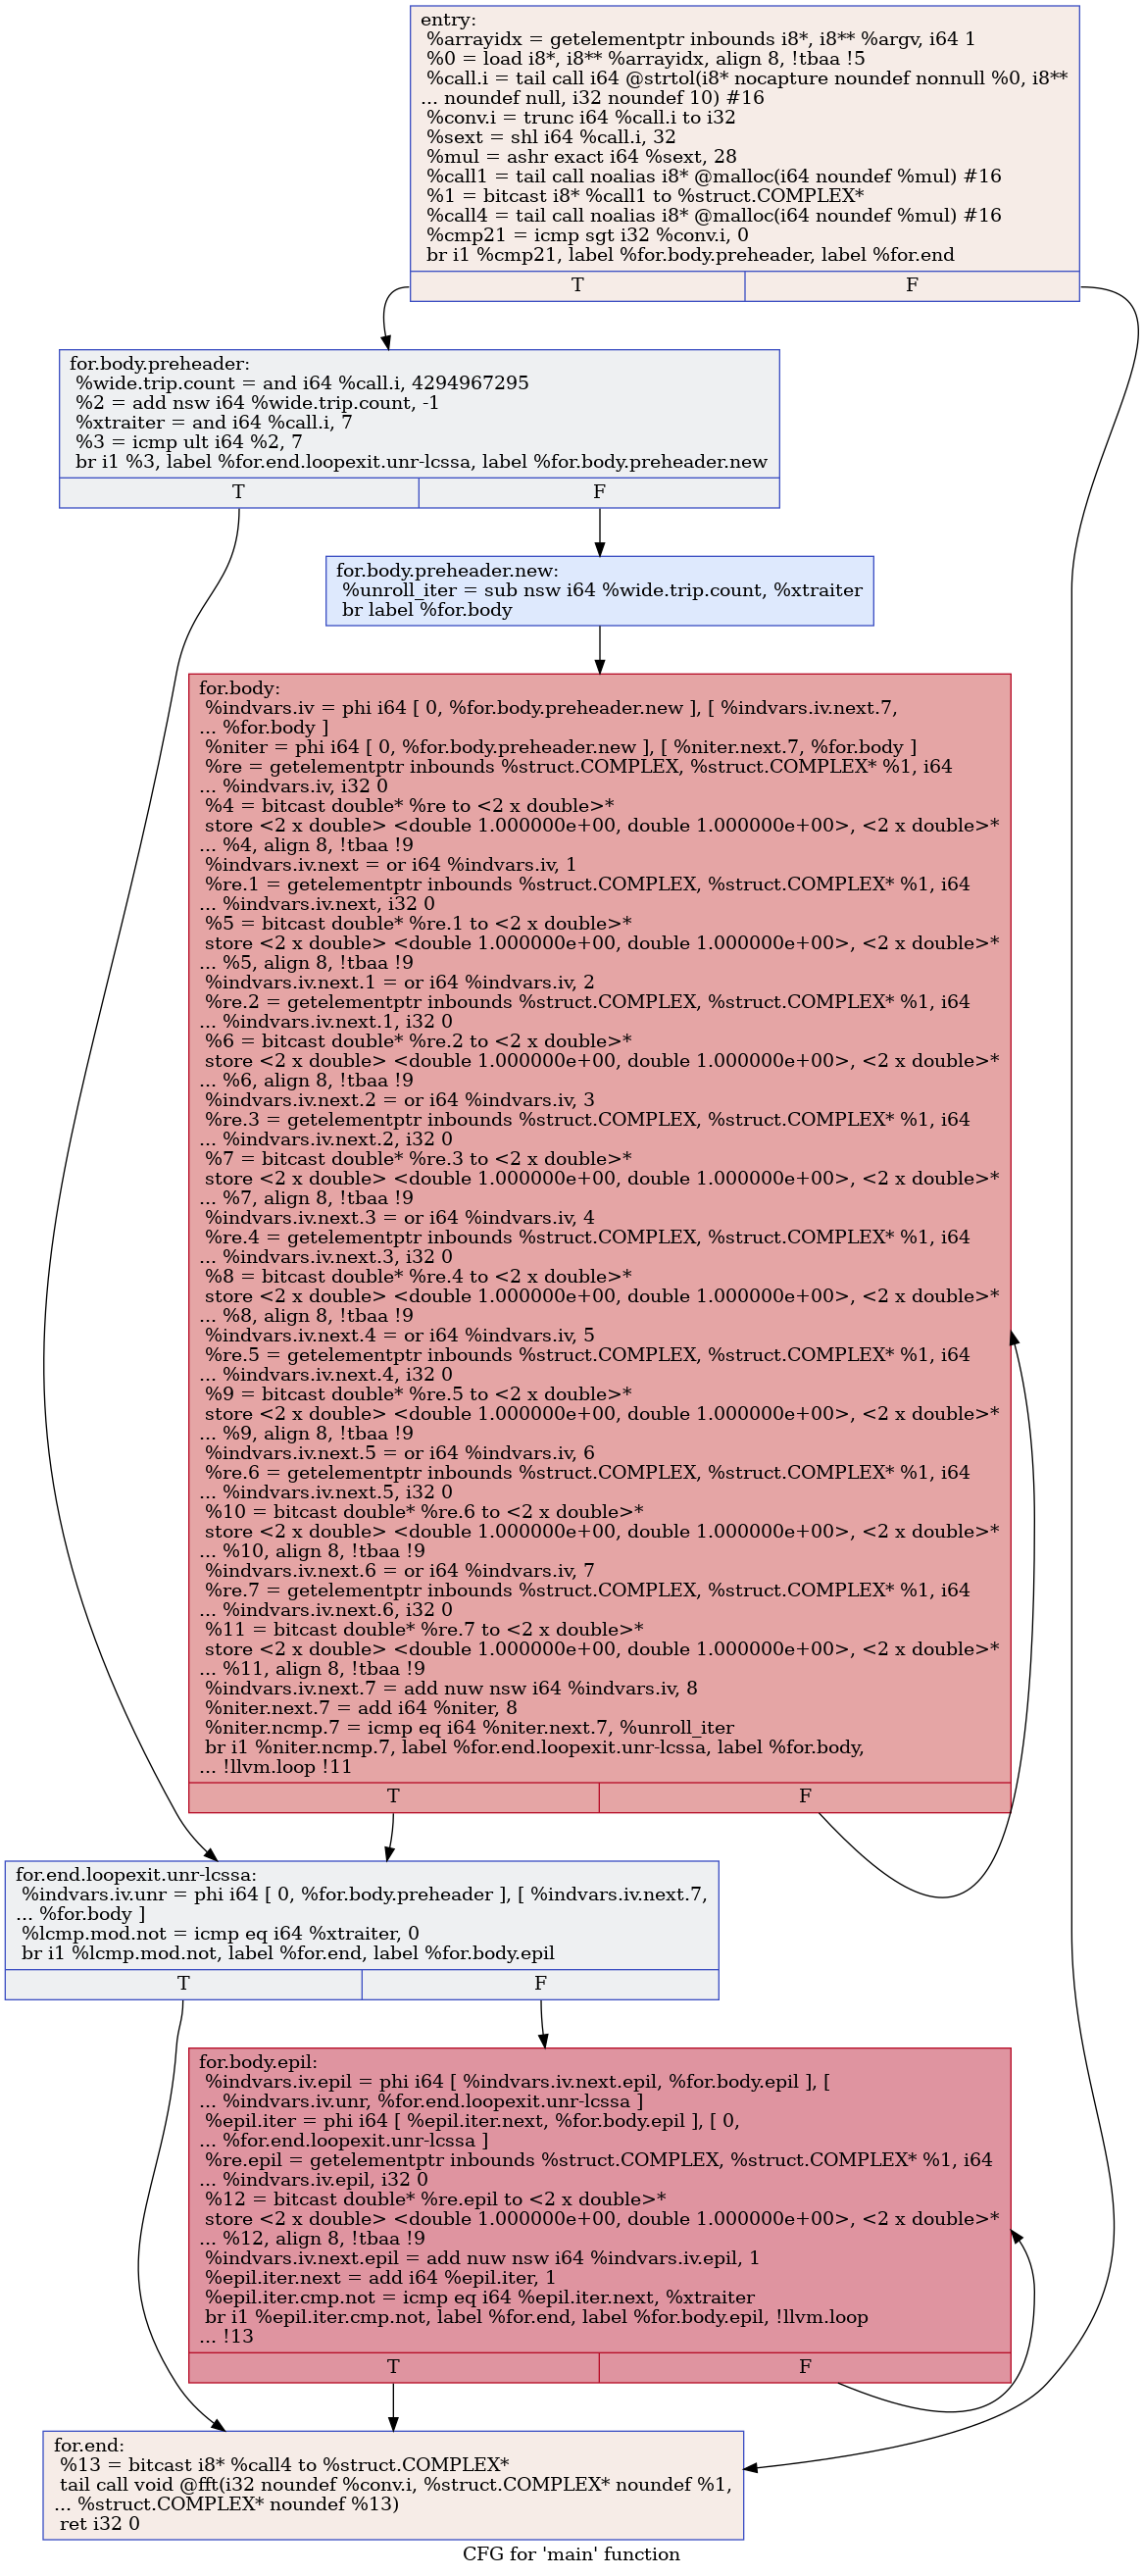 entry:
%arrayidx = getelementptr inbounds i8*, i8** %argv, i64 1
%0 = load i8*, i8** %arrayidx, align 8, !tbaa !5
%call.i = tail call i64 @strtol(i8* nocapture noundef nonnull %0, i8**
... noundef null, i32 noundef 10) #16
%conv.i = trunc i64 %call.i to i32
%sext = shl i64 %call.i, 32
%mul = ashr exact i64 %sext, 28
%call1 = tail call noalias i8* @malloc(i64 noundef %mul) #16
%1 = bitcast i8* %call1 to %struct.COMPLEX*
%call4 = tail call noalias i8* @malloc(i64 noundef %mul) #16
%cmp21 = icmp sgt i32 %conv.i, 0
br i1 %cmp21, label %for.body.preheader, label %for.end
T F
for.body.preheader:
%wide.trip.count = and i64 %call.i, 4294967295
%2 = add nsw i64 %wide.trip.count, -1
%xtraiter = and i64 %call.i, 7
%3 = icmp ult i64 %2, 7
br i1 %3, label %for.end.loopexit.unr-lcssa, label %for.body.preheader.new
T F
for.body.preheader.new:
%unroll_iter = sub nsw i64 %wide.trip.count, %xtraiter
br label %for.body
for.body:
%indvars.iv = phi i64 [ 0, %for.body.preheader.new ], [ %indvars.iv.next.7,
... %for.body ]
%niter = phi i64 [ 0, %for.body.preheader.new ], [ %niter.next.7, %for.body ]
%re = getelementptr inbounds %struct.COMPLEX, %struct.COMPLEX* %1, i64
... %indvars.iv, i32 0
%4 = bitcast double* %re to <2 x double>*
store <2 x double> <double 1.000000e+00, double 1.000000e+00>, <2 x double>*
... %4, align 8, !tbaa !9
%indvars.iv.next = or i64 %indvars.iv, 1
%re.1 = getelementptr inbounds %struct.COMPLEX, %struct.COMPLEX* %1, i64
... %indvars.iv.next, i32 0
%5 = bitcast double* %re.1 to <2 x double>*
store <2 x double> <double 1.000000e+00, double 1.000000e+00>, <2 x double>*
... %5, align 8, !tbaa !9
%indvars.iv.next.1 = or i64 %indvars.iv, 2
%re.2 = getelementptr inbounds %struct.COMPLEX, %struct.COMPLEX* %1, i64
... %indvars.iv.next.1, i32 0
%6 = bitcast double* %re.2 to <2 x double>*
store <2 x double> <double 1.000000e+00, double 1.000000e+00>, <2 x double>*
... %6, align 8, !tbaa !9
%indvars.iv.next.2 = or i64 %indvars.iv, 3
%re.3 = getelementptr inbounds %struct.COMPLEX, %struct.COMPLEX* %1, i64
... %indvars.iv.next.2, i32 0
%7 = bitcast double* %re.3 to <2 x double>*
store <2 x double> <double 1.000000e+00, double 1.000000e+00>, <2 x double>*
... %7, align 8, !tbaa !9
%indvars.iv.next.3 = or i64 %indvars.iv, 4
%re.4 = getelementptr inbounds %struct.COMPLEX, %struct.COMPLEX* %1, i64
... %indvars.iv.next.3, i32 0
%8 = bitcast double* %re.4 to <2 x double>*
store <2 x double> <double 1.000000e+00, double 1.000000e+00>, <2 x double>*
... %8, align 8, !tbaa !9
%indvars.iv.next.4 = or i64 %indvars.iv, 5
%re.5 = getelementptr inbounds %struct.COMPLEX, %struct.COMPLEX* %1, i64
... %indvars.iv.next.4, i32 0
%9 = bitcast double* %re.5 to <2 x double>*
store <2 x double> <double 1.000000e+00, double 1.000000e+00>, <2 x double>*
... %9, align 8, !tbaa !9
%indvars.iv.next.5 = or i64 %indvars.iv, 6
%re.6 = getelementptr inbounds %struct.COMPLEX, %struct.COMPLEX* %1, i64
... %indvars.iv.next.5, i32 0
%10 = bitcast double* %re.6 to <2 x double>*
store <2 x double> <double 1.000000e+00, double 1.000000e+00>, <2 x double>*
... %10, align 8, !tbaa !9
%indvars.iv.next.6 = or i64 %indvars.iv, 7
%re.7 = getelementptr inbounds %struct.COMPLEX, %struct.COMPLEX* %1, i64
... %indvars.iv.next.6, i32 0
%11 = bitcast double* %re.7 to <2 x double>*
store <2 x double> <double 1.000000e+00, double 1.000000e+00>, <2 x double>*
... %11, align 8, !tbaa !9
%indvars.iv.next.7 = add nuw nsw i64 %indvars.iv, 8
%niter.next.7 = add i64 %niter, 8
%niter.ncmp.7 = icmp eq i64 %niter.next.7, %unroll_iter
br i1 %niter.ncmp.7, label %for.end.loopexit.unr-lcssa, label %for.body,
... !llvm.loop !11
T F
for.end.loopexit.unr-lcssa:
%indvars.iv.unr = phi i64 [ 0, %for.body.preheader ], [ %indvars.iv.next.7,
... %for.body ]
%lcmp.mod.not = icmp eq i64 %xtraiter, 0
br i1 %lcmp.mod.not, label %for.end, label %for.body.epil
T F
for.body.epil:
%indvars.iv.epil = phi i64 [ %indvars.iv.next.epil, %for.body.epil ], [
... %indvars.iv.unr, %for.end.loopexit.unr-lcssa ]
%epil.iter = phi i64 [ %epil.iter.next, %for.body.epil ], [ 0,
... %for.end.loopexit.unr-lcssa ]
%re.epil = getelementptr inbounds %struct.COMPLEX, %struct.COMPLEX* %1, i64
... %indvars.iv.epil, i32 0
%12 = bitcast double* %re.epil to <2 x double>*
store <2 x double> <double 1.000000e+00, double 1.000000e+00>, <2 x double>*
... %12, align 8, !tbaa !9
%indvars.iv.next.epil = add nuw nsw i64 %indvars.iv.epil, 1
%epil.iter.next = add i64 %epil.iter, 1
%epil.iter.cmp.not = icmp eq i64 %epil.iter.next, %xtraiter
br i1 %epil.iter.cmp.not, label %for.end, label %for.body.epil, !llvm.loop
... !13
T F
for.end:
%13 = bitcast i8* %call4 to %struct.COMPLEX*
tail call void @fft(i32 noundef %conv.i, %struct.COMPLEX* noundef %1,
... %struct.COMPLEX* noundef %13)
ret i32 0
CFG for 'main' function